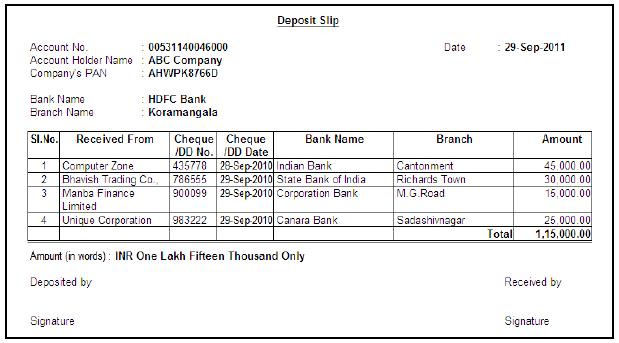 Deposit Slip
Account No. : 00531140046000 Date : 29-Sep-2011
Account Holder Name : ABC Company
Company's PAN : AHWPK8766D
Bank Name : HDFC Bank
Branch Name : Koramangala
Sl.No. Received From Cheque Cheque Bank Name Branch Amount
/DD No. /DD Date
1 Computer Zone 435778 28-Sep-2010 Indian Bank Cantonment 45,000.00
2 Bhavish Trading Co., 786555 29-Sep-2010 State Bank of India Richards Town 30,000.00
3 Manba Finance 900099 29-Sep-2010 Corporation Bank M.G.Road 15,000.00
Limited
4 Unique Corporation 983222 29-Sep-2010 Canara Bank Sadashivnagar 25,000.00
Total 1,15,000.00
Amount (in words) : INR One Lakh Fifteen Thousand Only
Deposited by Received by
Signature Signature